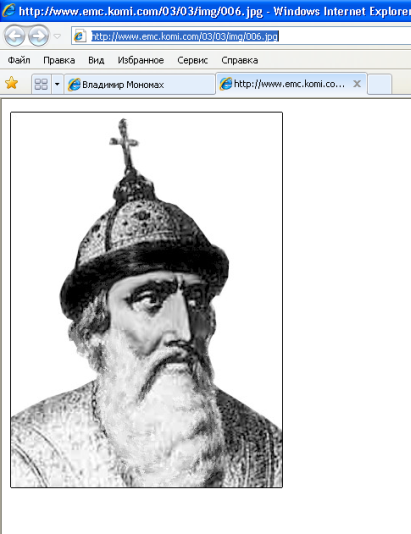 http://www.emc.komi.com/03/03/img/006.jpg - Windows Internet Explorer
http://www.emc.komi.com/03/03/img/006.jpg
Файл Правка Вид Избранное Сервис Справка
Владимир Мономах http://www.emc.komi.co...